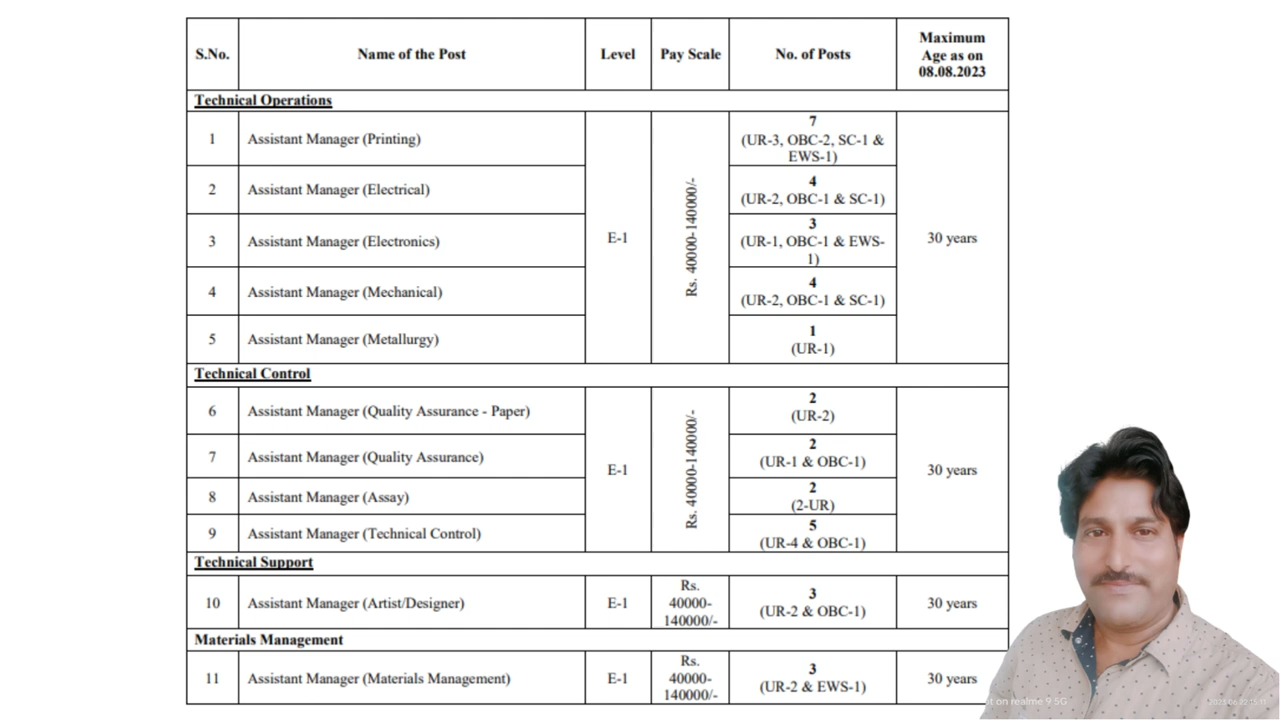 S.No.
Name of the Post
Level
Pay Scale
No. of Posts
Maximum
Age as on
08.08.2023
Technical Operations
1
Assistant Manager (Printing)
E-1
Rs. 40000-140000/-
7
(UR-3, OBC-2, SC-1 &
EWS-1)
30 years
2
Assistant Manager (Electrical)
4
(UR-2, OBC-1 & SC-1)
3
Assistant Manager (Electronics)
3
(UR-1, OBC-1 & EWS-
1)
4
Assistant Manager (Mechanical)
4
(UR-2, OBC-1 & SC-1)
5
Assistant Manager (Metallurgy)
1
(UR-1)
Technical Control
6
Assistant Manager (Quality Assurance - Paper)
E-1
Rs. 40000-140000/-
2
(UR-2)
30 years
7
Assistant Manager (Quality Assurance)
2
(UR-1 & OBC-1)
8
Assistant Manager (Assay)
2
(2-UR)
9
Assistant Manager (Technical Control)
5
(UR-4 & OBC-1)
Technical Support
10
Assistant Manager (Artist/Designer)
E-1
Rs.
40000-
140000/-
3
(UR-2 & OBC-1)
30 years
Materials Management
11
Assistant Manager (Materials Management)
E-1
Rs.
40000-
140000/-
3
(UR-2 & EWS-1)
30 years
on realme 9 5G